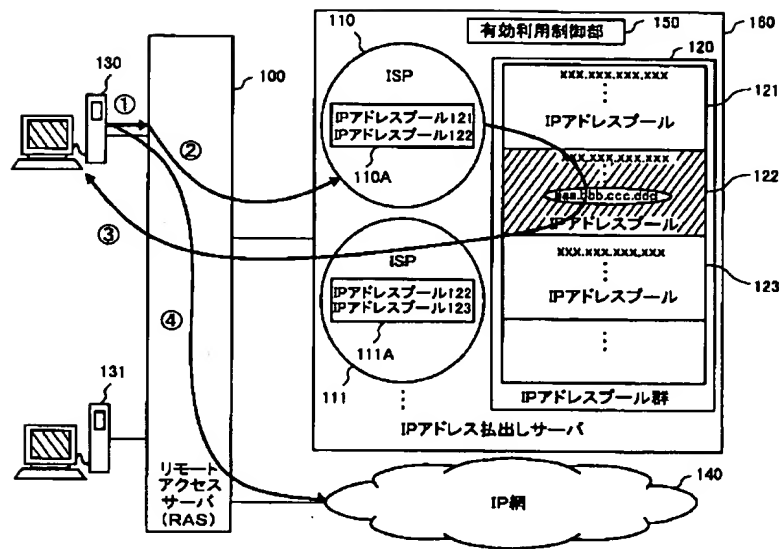 110
有効利用制御部
150
160
130
100
ISP
120
xxx.xxx.xxx.xxx
121
①
②
IPアドレスプール121
IPアドレスプール122
IPアドレスプール
110A
xxx.xxx.xxx.xxx
122
aaa.bbb.ccc.ddd
③
IPアドレスプール
ISP
xxx.xxx.xxx.xxx
④
IPアドレスプール122
IPアドレスプール123
IPアドレスプール
123
111A
131
111
IPアドレスプール群
IPアドレス払出しサーバ
140
リモート
アクセス
サーバ
(RAS)
IP網